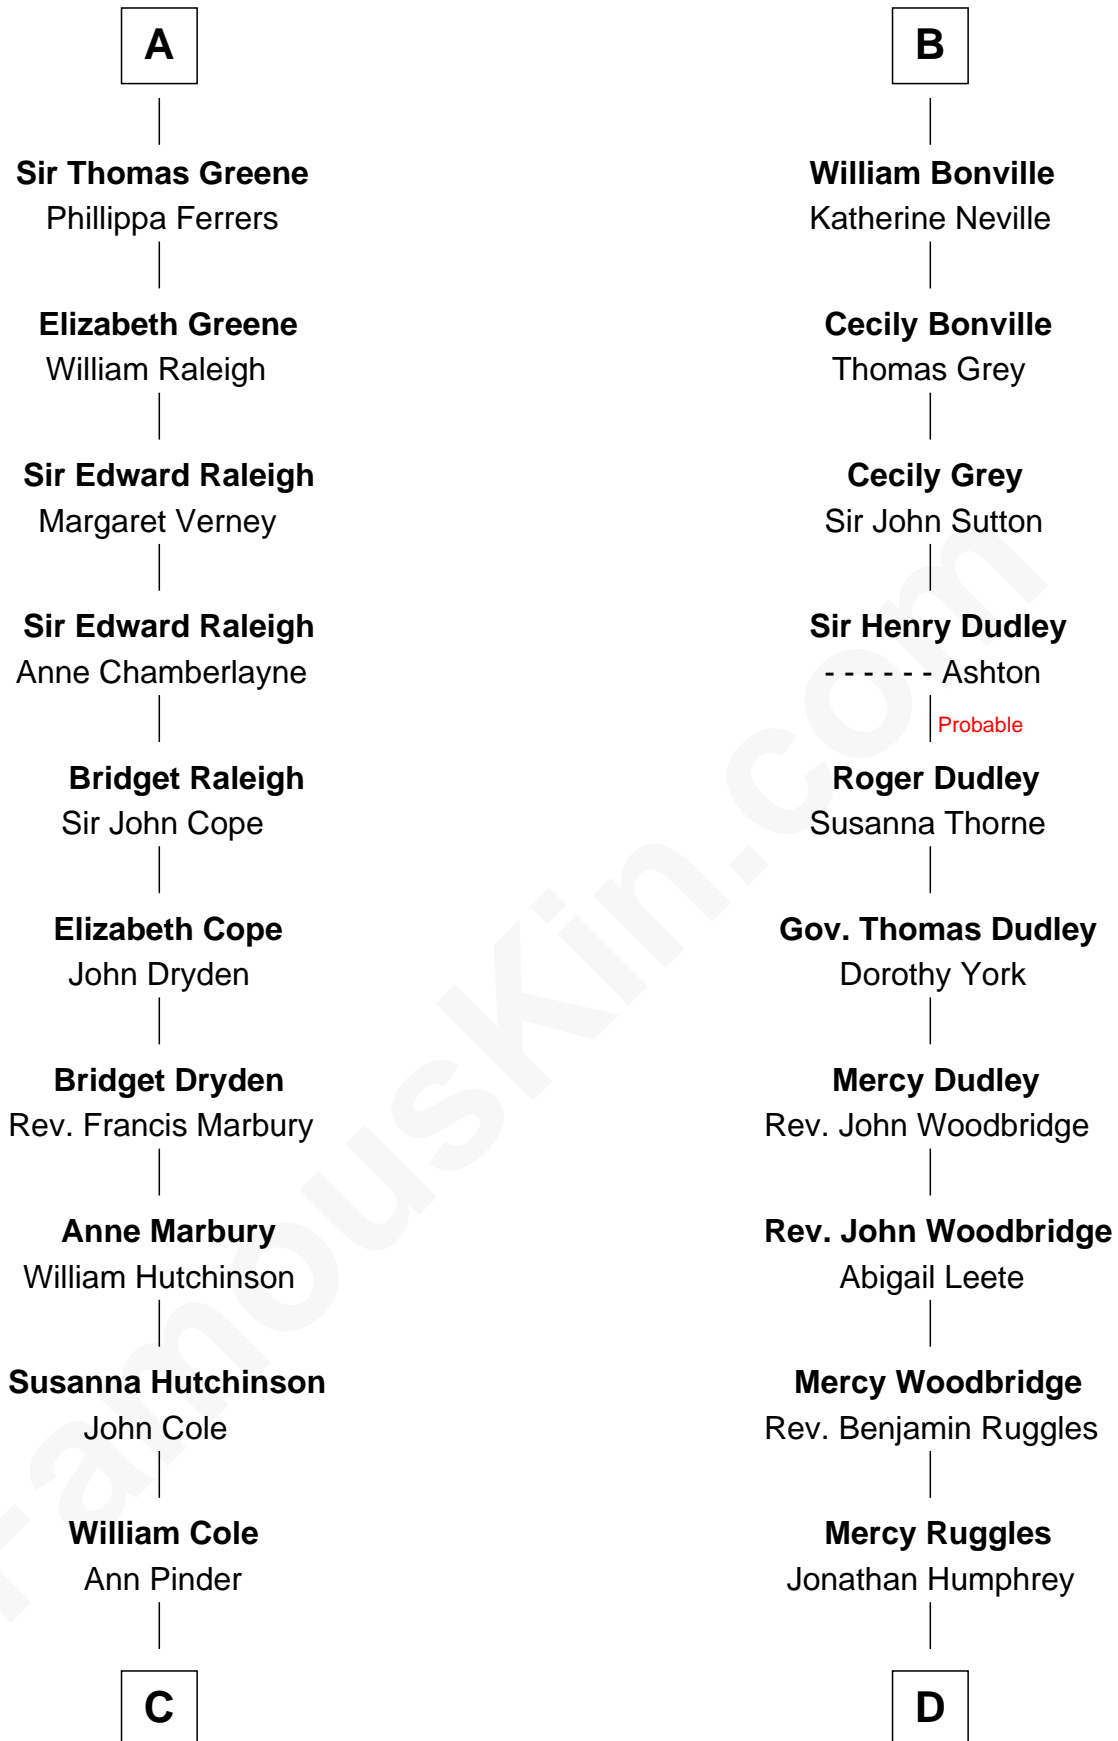 A
Sir Thomas Greene
Phillippa Ferrers
Elizabeth Greene
William Raleigh
Sir Edward Raleigh
Margaret Verney
Sir Edward Raleigh
Anne Chamberlayne
Bridget Raleigh
Sir John Cope
Elizabeth Cope
John Dryden
Bridget Dryden
Rev. Francis Marbury
Anne Marbury
William Hutchinson
Susanna Hutchinson
John Cole
William Cole
Ann Pinder
C
B
William Bonville
Katherine Neville
Cecily Bonville
Thomas Grey
Cecily Grey
Sir John Sutton
Sir Henry Dudley
- - - - - - Ashton
Probable
Roger Dudley
Susanna Thorne
Gov. Thomas Dudley
Dorothy York
Mercy Dudley
Rev. John Woodbridge
Rev. John Woodbridge
Abigail Leete
Mercy Woodbridge
Rev. Benjamin Ruggles
Mercy Ruggles
Jonathan Humphrey
D
FamousKin.com